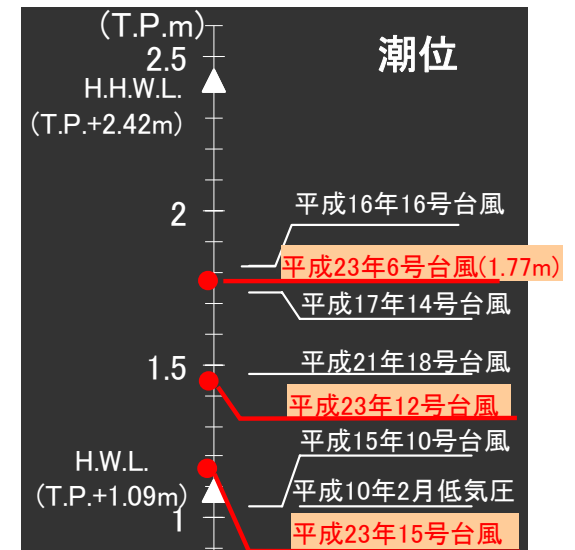 (T.P.m)
潮位
2.5
H.H.W.L.
(T.P.+2.42m)
平成16年16号台風
2
平成23年6号台風(1.77m)
平成17年14号台風
1.5
平成21年18号台風
平成23年12号台風
平成15年10号台風
H.W.L.
(T.P.+1.09m)
平成10年2月低気圧
1
平成23年15号台風